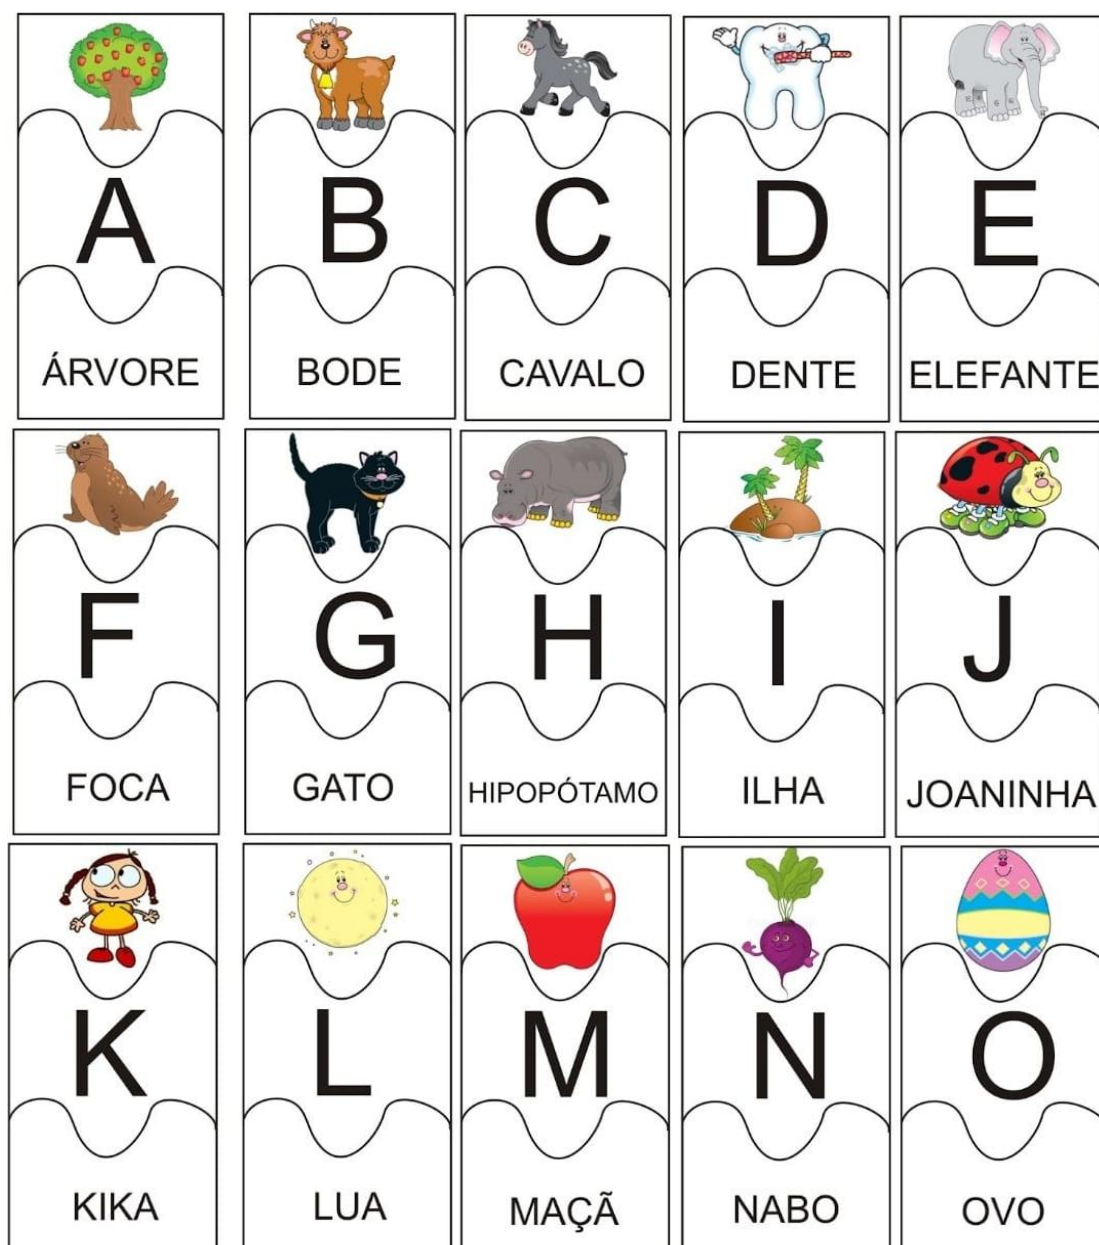 A B C D E
ÁRVORE BODE CAVALO DENTE ELEFANTE
F G H I J
FOCA GATO HIPOPÓTAMO ILHA JOANINHA
K L M N O
KIKA LUA MAÇÃ NABO OVO